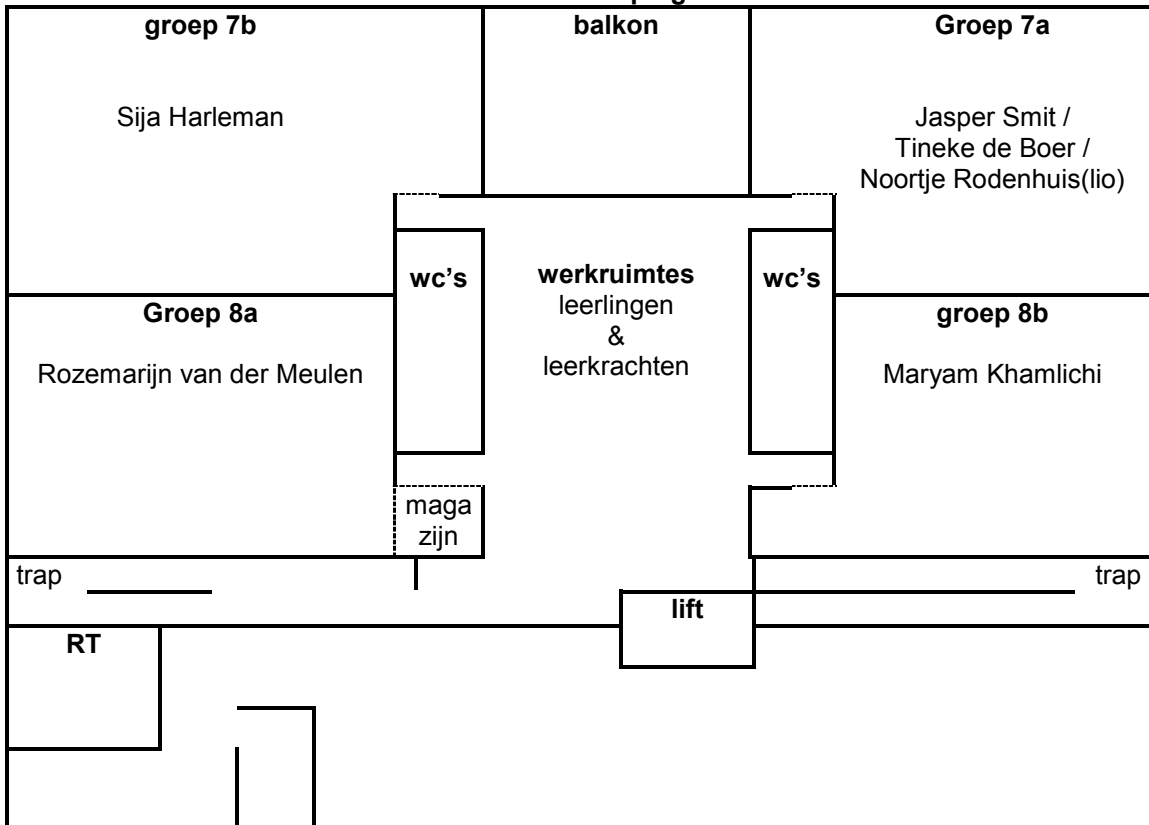 groep 7b
balkon
Groep 7a
Sija Harleman
Jasper Smit /
Tineke de Boer /
Noortje Rodenhuis(lio)
wc's
werkruimtes
leerlingen
&
leerkrachten
wc's
Groep 8a
Rozemarijn van der Meulen
groep 8b
Maryam Khamlichi
maga
zijn
trap
trap
lift
RT